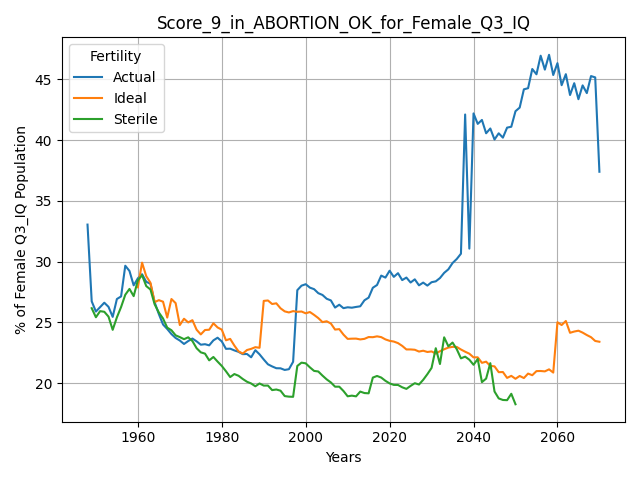 Score_9_in_ABORTION_OK_for_Female_Q3_IQ
Fertility
Actual
Ideal
Sterile
% of Female Q3_IQ Population
45
40
35
30
25
20
1960 1980 2000 2020 2040 2060
Years